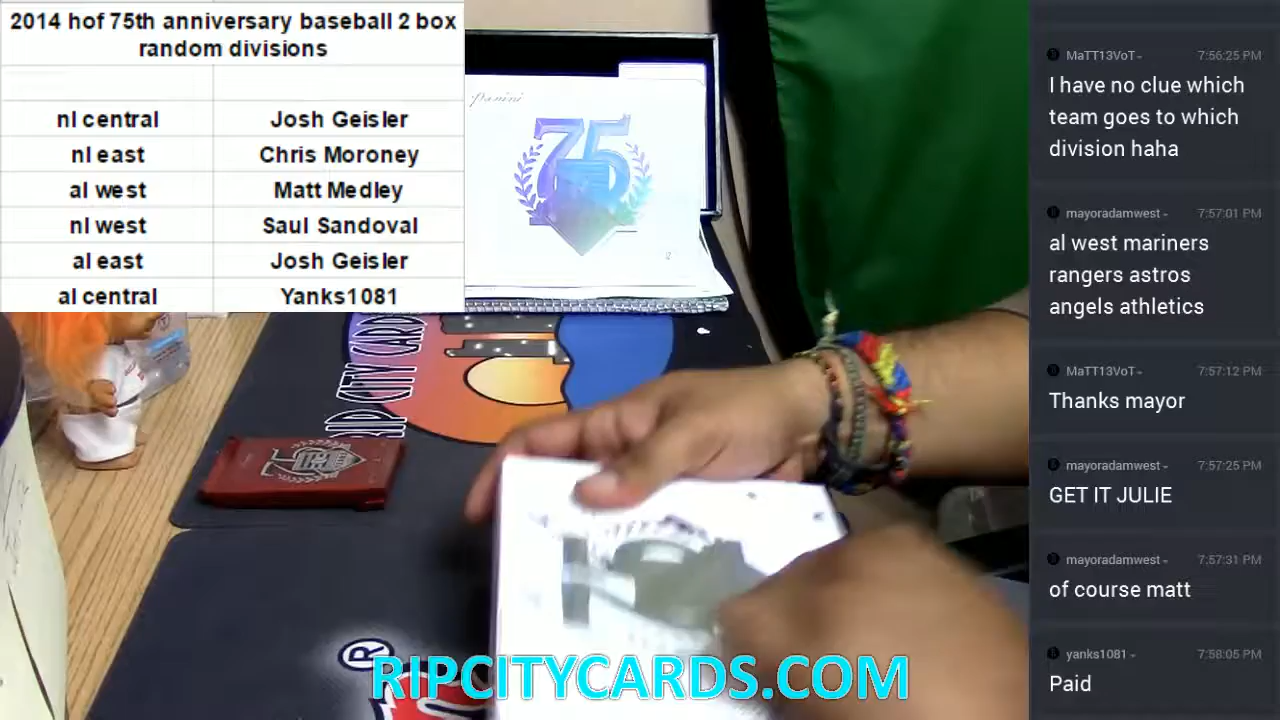 2014 hof 75th anniversary baseball 2 box
random divisions
nl central Josh Geisler
nl east Chris Moroney
al west Matt Medley
nl west Saul Sandoval
al east Josh Geisler
al central Yanks1081
panini
75
RIP CITY CARDS
75
®
RIPCITYCARDS.COM
MaTT13VoT 7:56:25 PM
I have no clue which
team goes to which
division haha
mayoradamwest 7:57:01 PM
al west mariners
rangers astros
angels athletics
MaTT13VoT 7:57:12 PM
Thanks mayor
mayoradamwest 7:57:25 PM
GET IT JULIE
mayoradamwest 7:57:31 PM
of course matt
yanks1081 7:58:05 PM
Paid